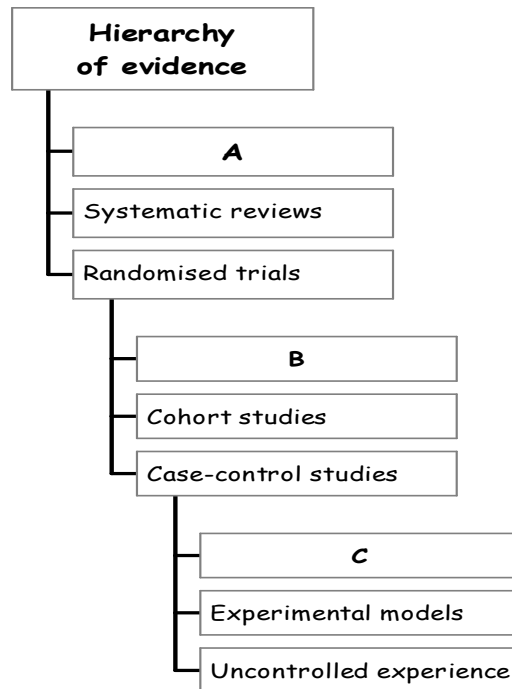 Hierarchy
of evidence
A
Systematic reviews
Randomised trials
B
Cohort studies
Case-control studies
C
Experimental models
Uncontrolled experience